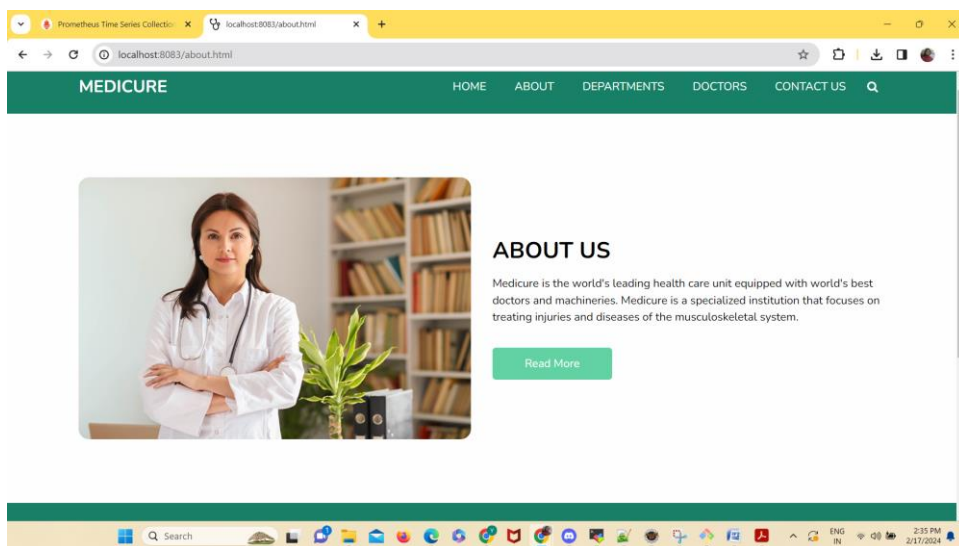 Prometheus Time Series Collection
localhost:8083/about.html
localhost:8083/about.html
MEDICURE
HOME
ABOUT
DEPARTMENTS
DOCTORS
CONTACT US
ABOUT US
Medicure is the world's leading health care unit equipped with world's best
doctors and machineries. Medicure is a specialized institution that focuses on
treating injuries and diseases of the musculoskeletal system.
Read More
Search
ENG
IN
2:35 PM
2/17/2024